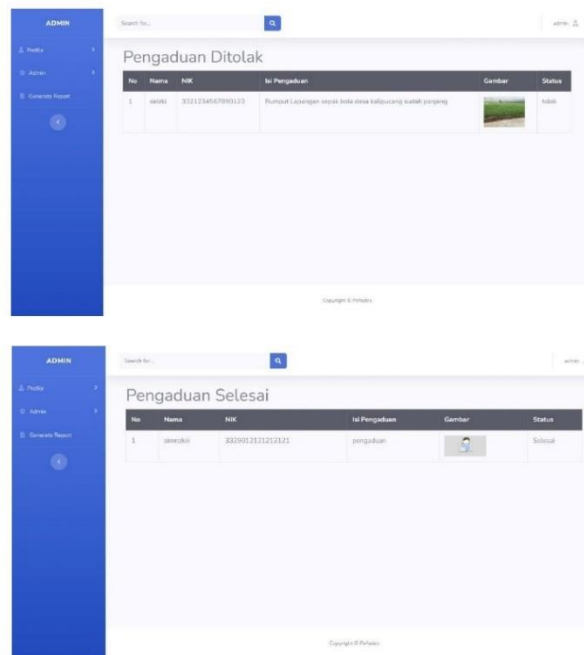 ADMIN
Search for...
admin
Profile
Admin
Generate Report
Pengaduan Ditolak
No Nama NIK Isi Pengaduan Gambar Status
1 3321234567890123 Rumput Lapangan sepak bola desa kalipucang sudah panjang tolak
Copyright ©
ADMIN
Search for...
admin
Profile
Admin
Generate Report
Pengaduan Selesai
No Nama NIK Isi Pengaduan Gambar Status
1 3329012121212121 pengaduan Selesai
Copyright ©